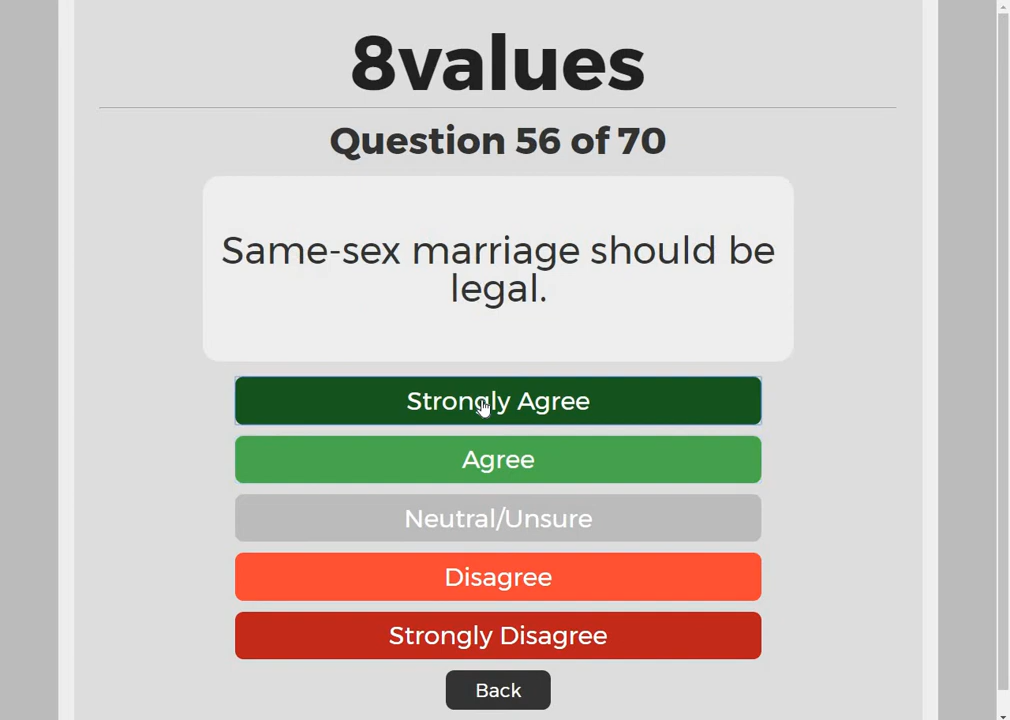 8values
Question 56 of 70
Same-sex marriage should be
legal.
Strongly Agree
Agree
Neutral/Unsure
Disagree
Strongly Disagree
Back